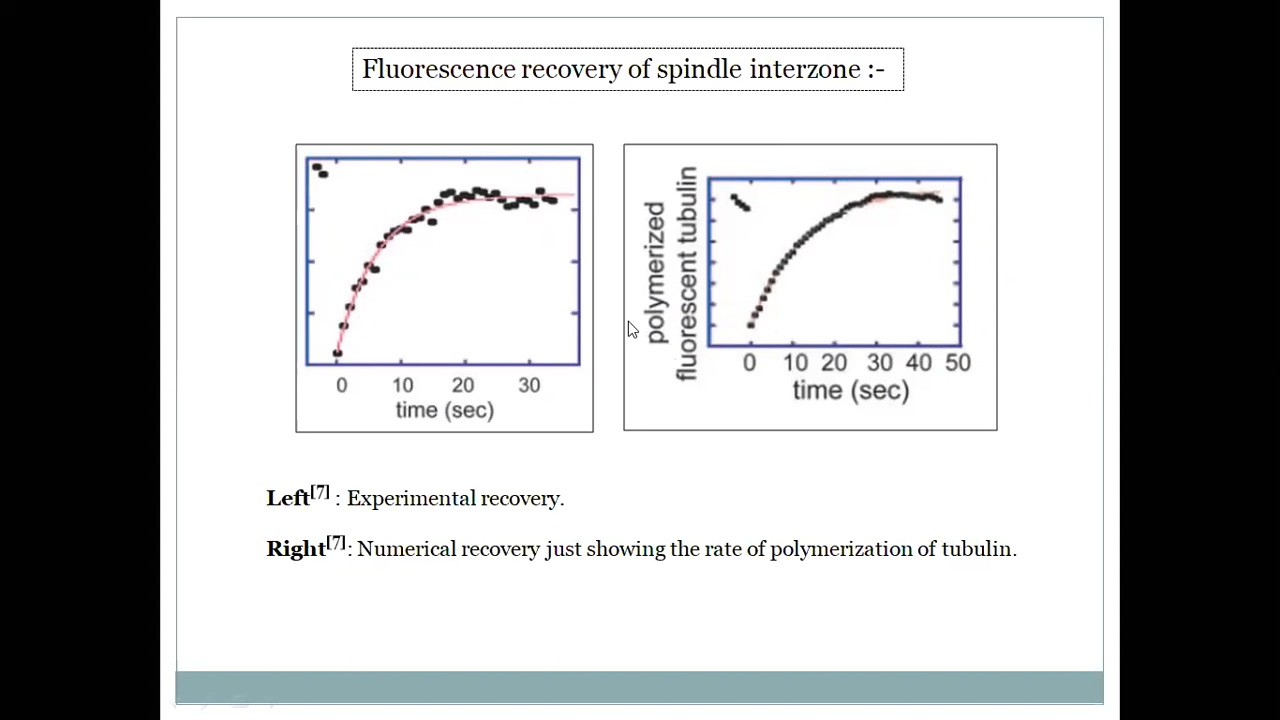 Fluorescence recovery of spindle interzone :-
0 10 20 30
time (sec)
polymerized
fluorescent tubulin
0 10 20 30 40 50
time (sec)
Left[7] : Experimental recovery.
Right[7]: Numerical recovery just showing the rate of polymerization of tubulin.